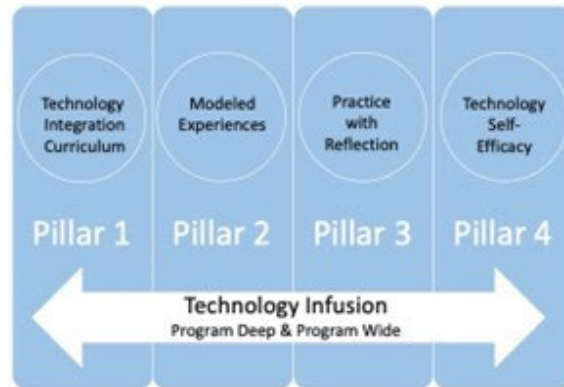 Technology
Integration
Curriculum
Modeled
Experiences
Practice
with
Reflection
Technology
Self-
Efficacy
Pillar 1
Pillar 2
Pillar 3
Pillar 4
Technology Infusion
Program Deep & Program Wide